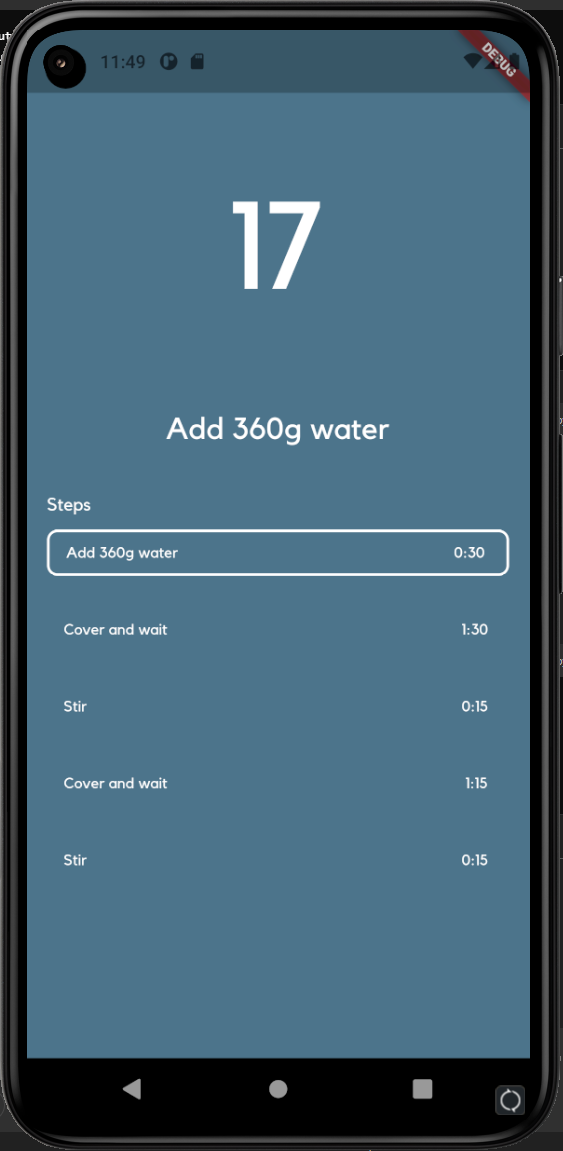 11:49
DEBUG
17
Add 360g water
Steps
Add 360g water 0:30
Cover and wait 1:30
Stir 0:15
Cover and wait 1:15
Stir 0:15